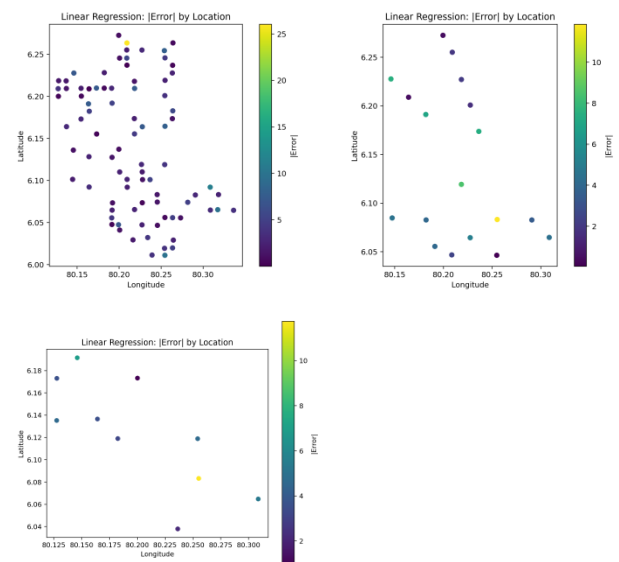 Linear Regression: |Error| by Location
25
20
15
10
5
|Error|
6.25
6.20
6.15
6.10
6.05
6.00
Latitude
80.15 80.20 80.25 80.30
Longitude
Linear Regression: |Error| by Location
10
8
6
4
2
|Error|
6.25
6.20
6.15
6.10
6.05
Latitude
80.15 80.20 80.25 80.30
Longitude
Linear Regression: |Error| by Location
10
8
6
4
2
|Error|
6.18
6.16
6.14
6.12
6.10
6.08
6.06
6.04
Latitude
80.125 80.150 80.175 80.200 80.225 80.250 80.275 80.300
Longitude